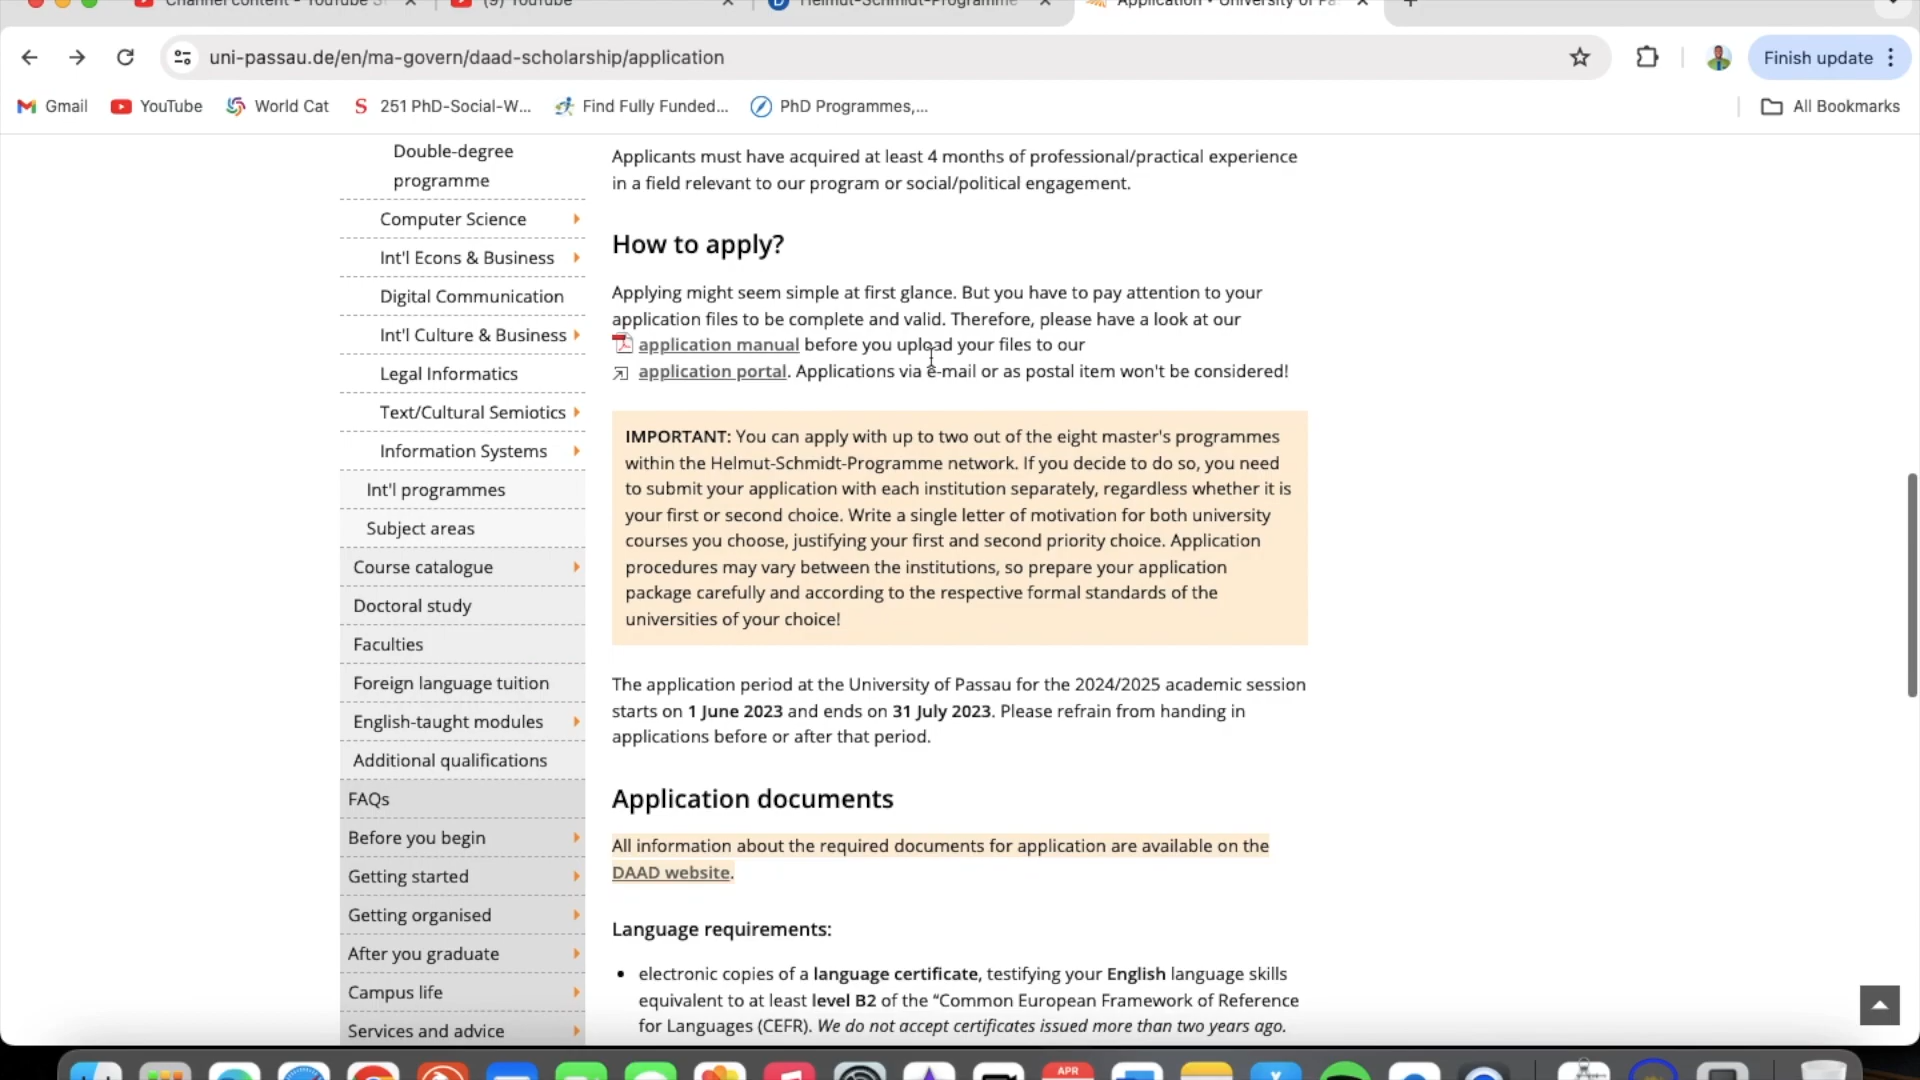 Channel content - YouTube S
(9) YouTube
Helmut-Schmidt-Programme
Application • University of Pa
Finish update
uni-passau.de/en/ma-govern/daad-scholarship/application
Gmail YouTube World Cat 251 PhD-Social-W... Find Fully Funded... PhD Programmes,... All Bookmarks
Double-degree
programme
Computer Science
Int'l Econs & Business
Digital Communication
Int'l Culture & Business
Legal Informatics
Text/Cultural Semiotics
Information Systems
Int'l programmes
Subject areas
Course catalogue
Doctoral study
Faculties
Foreign language tuition
English-taught modules
Additional qualifications
FAQs
Before you begin
Getting started
Getting organised
After you graduate
Campus life
Services and advice
Applicants must have acquired at least 4 months of professional/practical experience
in a field relevant to our program or social/political engagement.
How to apply?
Applying might seem simple at first glance. But you have to pay attention to your
application files to be complete and valid. Therefore, please have a look at our
application manual before you upload your files to our
application portal. Applications via e-mail or as postal item won't be considered!
IMPORTANT: You can apply with up to two out of the eight master's programmes
within the Helmut-Schmidt-Programme network. If you decide to do so, you need
to submit your application with each institution separately, regardless whether it is
your first or second choice. Write a single letter of motivation for both university
courses you choose, justifying your first and second priority choice. Application
procedures may vary between the institutions, so prepare your application
package carefully and according to the respective formal standards of the
universities of your choice!
The application period at the University of Passau for the 2024/2025 academic session
starts on 1 June 2023 and ends on 31 July 2023. Please refrain from handing in
applications before or after that period.
Application documents
All information about the required documents for application are available on the
DAAD website.
Language requirements:
• electronic copies of a language certificate, testifying your English language skills
equivalent to at least level B2 of the “Common European Framework of Reference
for Languages (CEFR). We do not accept certificates issued more than two years ago.
APR